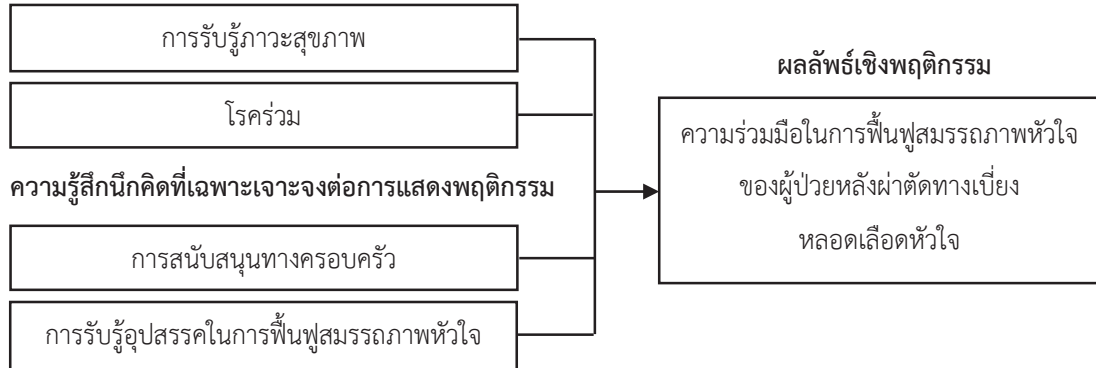 การรับรู้ภาวะสุขภาพ
โรคร่วม
ความรู้สึกนึกคิดที่เฉพาะเจาะจงต่อการแสดงพฤติกรรม
การสนับสนุนทางครอบครัว
การรับรู้อุปสรรคในการฟื้นฟูสมรรถภาพหัวใจ
ผลลัพธ์เชิงพฤติกรรม
ความร่วมมือในการฟื้นฟูสมรรถภาพหัวใจ
ของผู้ป่วยหลังผ่าตัดทางเบี่ยง
หลอดเลือดหัวใจ